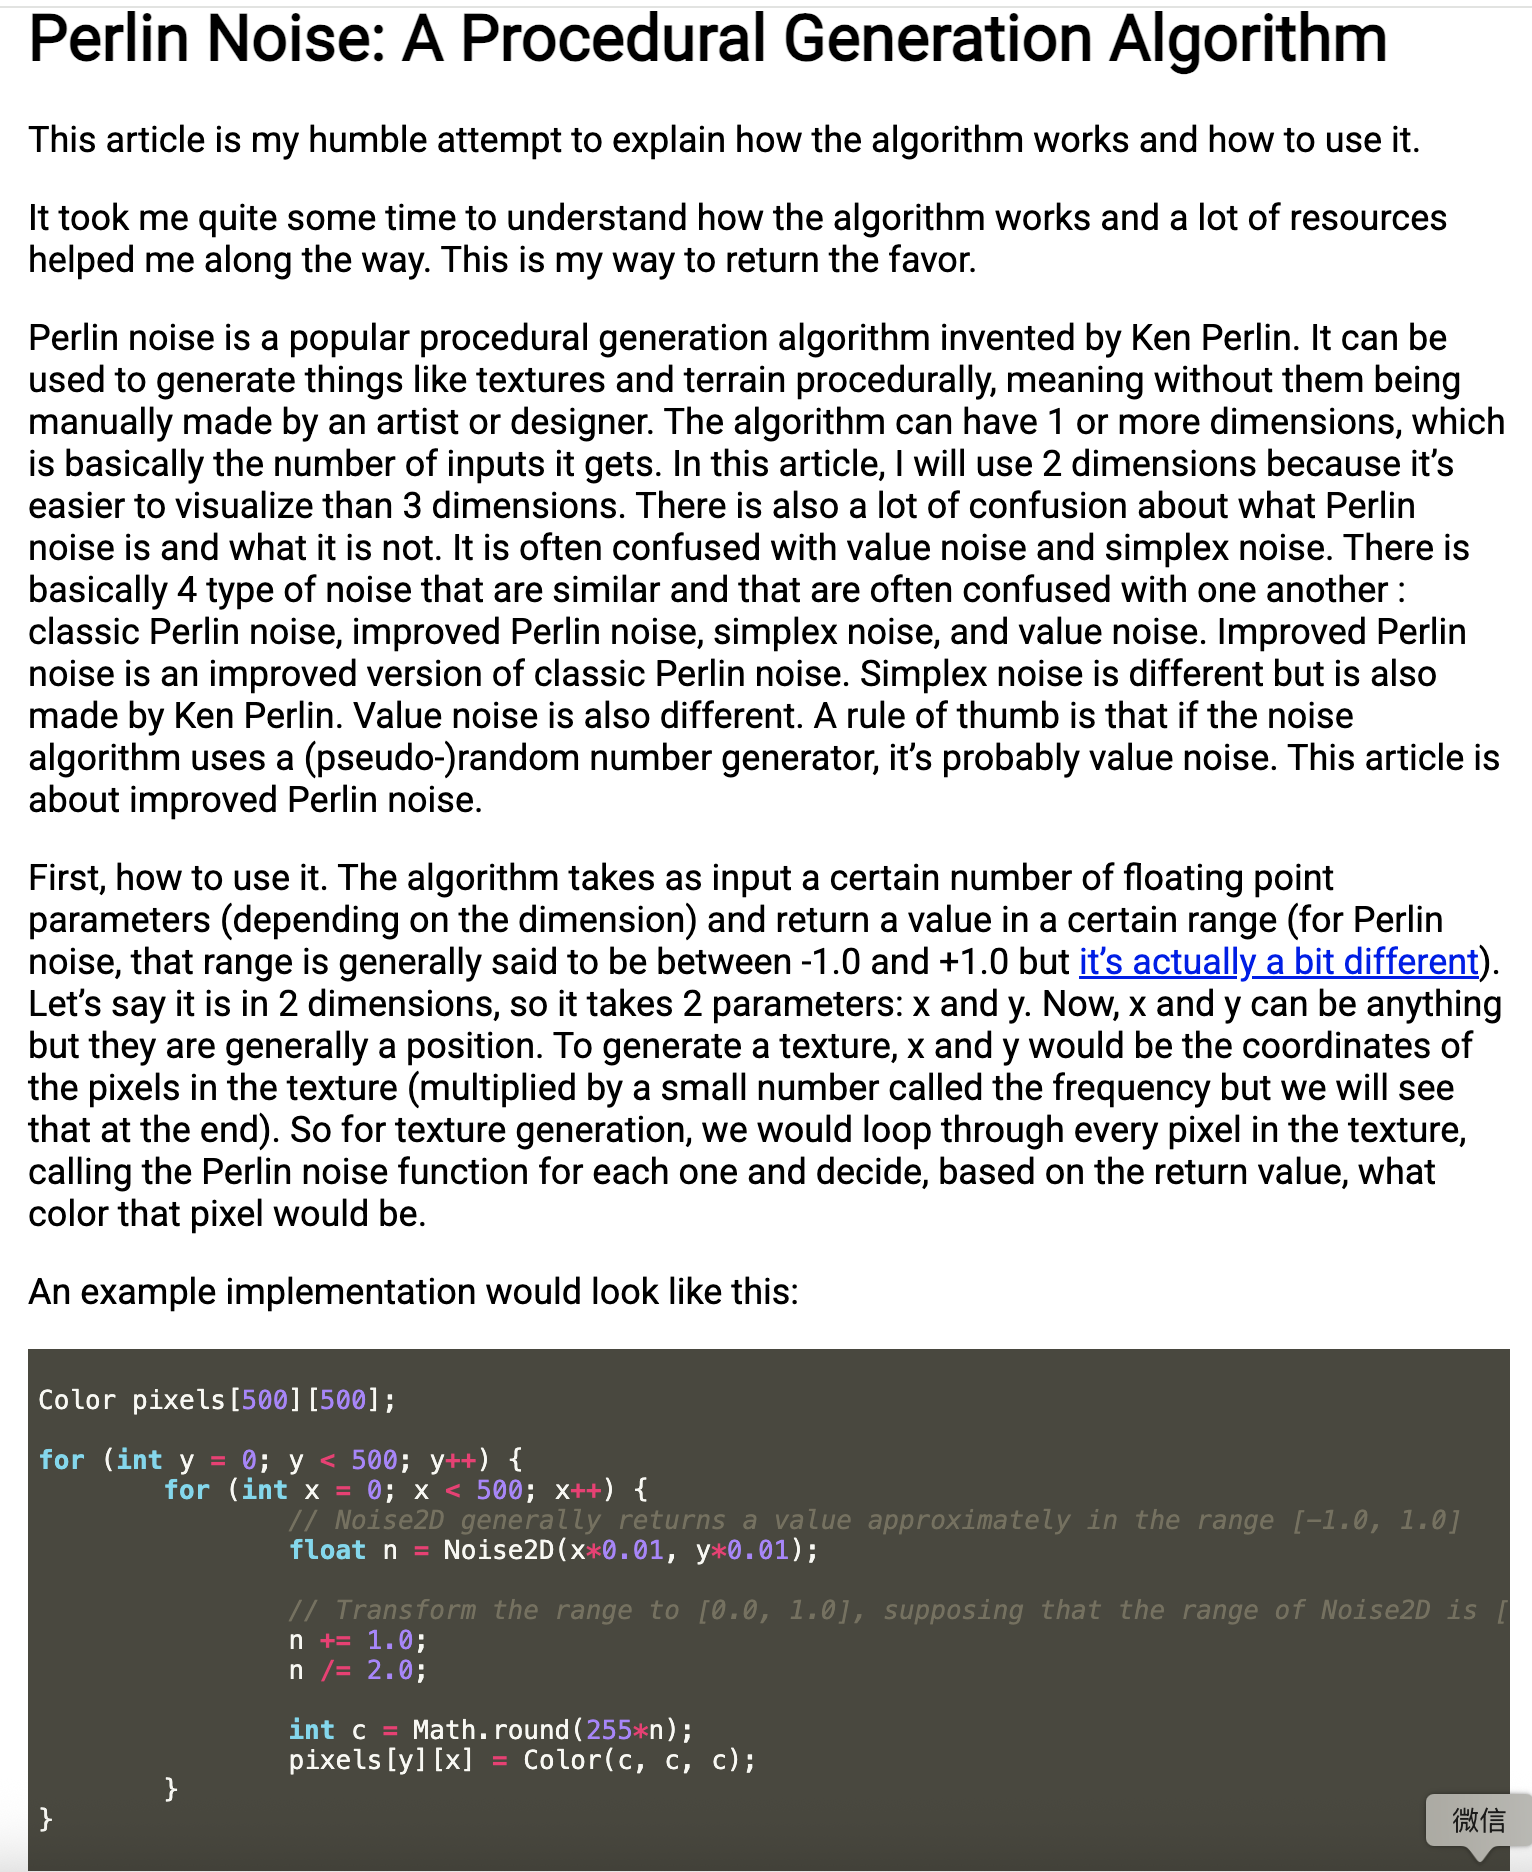 Perlin Noise: A Procedural Generation Algorithm
This article is my humble attempt to explain how the algorithm works and how to use it.
It took me quite some time to understand how the algorithm works and a lot of resources
helped me along the way. This is my way to return the favor.
Perlin noise is a popular procedural generation algorithm invented by Ken Perlin. It can be
used to generate things like textures and terrain procedurally, meaning without them being
manually made by an artist or designer. The algorithm can have 1 or more dimensions, which
is basically the number of inputs it gets. In this article, I will use 2 dimensions because it’s
easier to visualize than 3 dimensions. There is also a lot of confusion about what Perlin
noise is and what it is not. It is often confused with value noise and simplex noise. There is
basically 4 type of noise that are similar and that are often confused with one another :
classic Perlin noise, improved Perlin noise, simplex noise, and value noise. Improved Perlin
noise is an improved version of classic Perlin noise. Simplex noise is different but is also
made by Ken Perlin. Value noise is also different. A rule of thumb is that if the noise
algorithm uses a (pseudo-)random number generator, it’s probably value noise. This article is
about improved Perlin noise.
First, how to use it. The algorithm takes as input a certain number of floating point
parameters (depending on the dimension) and return a value in a certain range (for Perlin
noise, that range is generally said to be between -1.0 and +1.0 but it’s actually a bit different).
Let’s say it is in 2 dimensions, so it takes 2 parameters: x and y. Now, x and y can be anything
but they are generally a position. To generate a texture, x and y would be the coordinates of
the pixels in the texture (multiplied by a small number called the frequency but we will see
that at the end). So for texture generation, we would loop through every pixel in the texture,
calling the Perlin noise function for each one and decide, based on the return value, what
color that pixel would be.
An example implementation would look like this:
Color pixels[500][500];
for (int y = 0; y < 500; y++) {
for (int x = 0; x < 500; x++) {
// Noise2D generally returns a value approximately in the range [-1.0, 1.0]
float n = Noise2D(x*0.01, y*0.01);
// Transform the range to [0.0, 1.0], supposing that the range of Noise2D is [
n += 1.0;
n /= 2.0;
int c = Math.round(255*n);
pixels[y][x] = Color(c, c, c);
}
}
微信